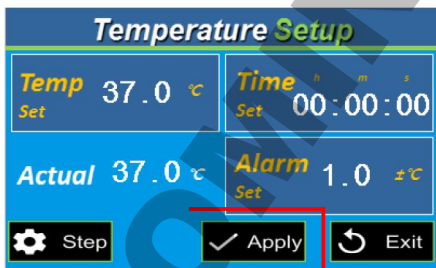 Temperature Setup
Temp Set 37.0 ℃
Time Set h m s 00:00:00
Actual 37.0 ℃
Alarm Set 1.0 ±℃
Step Apply Exit